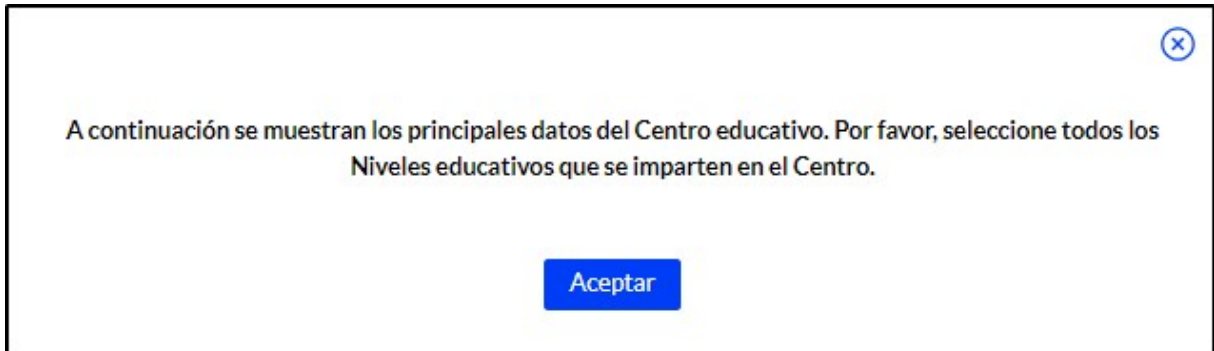 A continuación se muestran los principales datos del Centro educativo. Por favor, seleccione todos los
Niveles educativos que se imparten en el Centro.
Aceptar